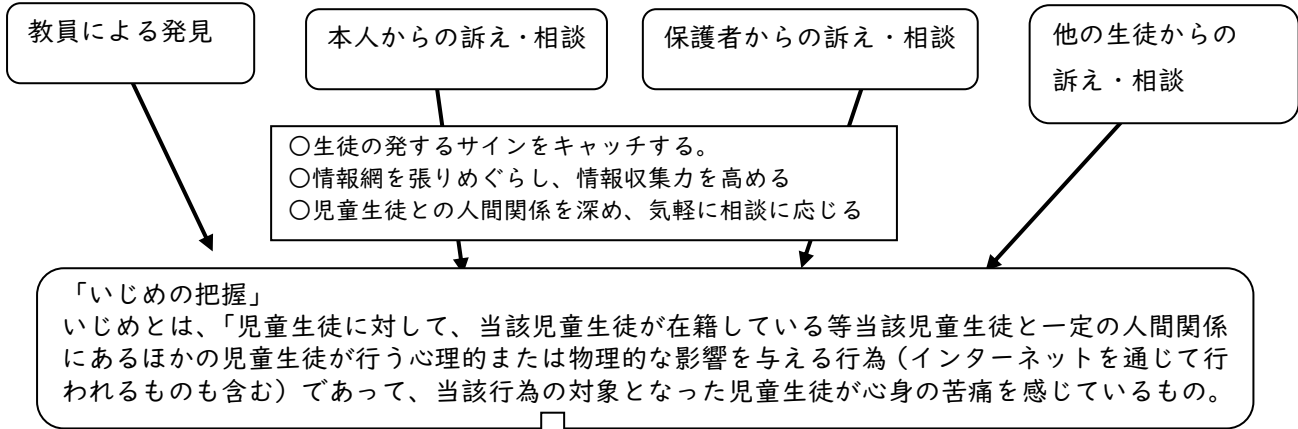 教員による発見
本人からの訴え・相談
保護者からの訴え・相談
他の生徒からの
訴え・相談
○生徒の発するサインをキャッチする。
○情報網を張りめぐらし、情報収集力を高める
○児童生徒との人間関係を深め、気軽に相談に応じる
「いじめの把握」
いじめとは、「児童生徒に対して、当該児童生徒が在籍している等当該児童生徒と一定の人間関係
にあるほかの児童生徒が行う心理的または物理的な影響を与える行為（インターネットを通じて行
われるものも含む）であって、当該行為の対象となった児童生徒が心身の苦痛を感じているもの。